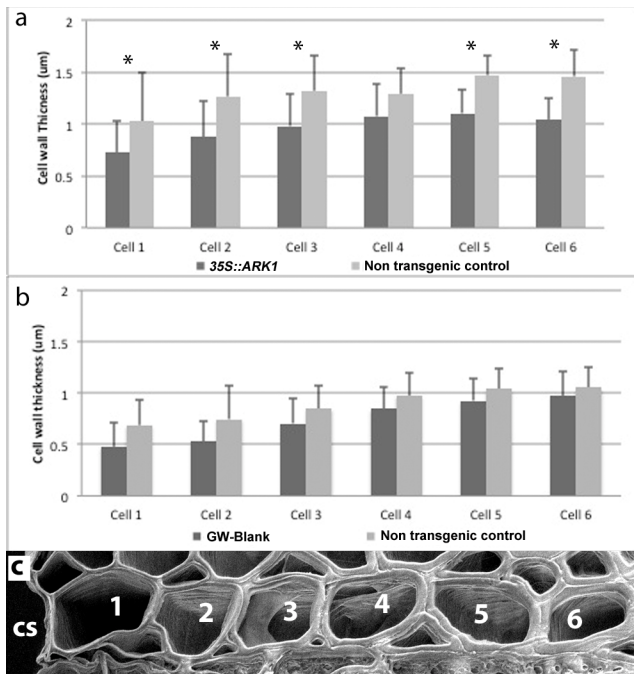 a
2
1.5
1
0.5
0
Cell wall Thicness (um)
* * * * *
Cell 1 Cell 2 Cell 3 Cell 4 Cell 5 Cell 6
35S::ARK1 Non transgenic control
b
2
1.5
1
0.5
0
Cell wall thickness (um)
Cell 1 Cell 2 Cell 3 Cell 4 Cell 5 Cell 6
GW-Blank Non transgenic control
c
cs 1 2 3 4 5 6